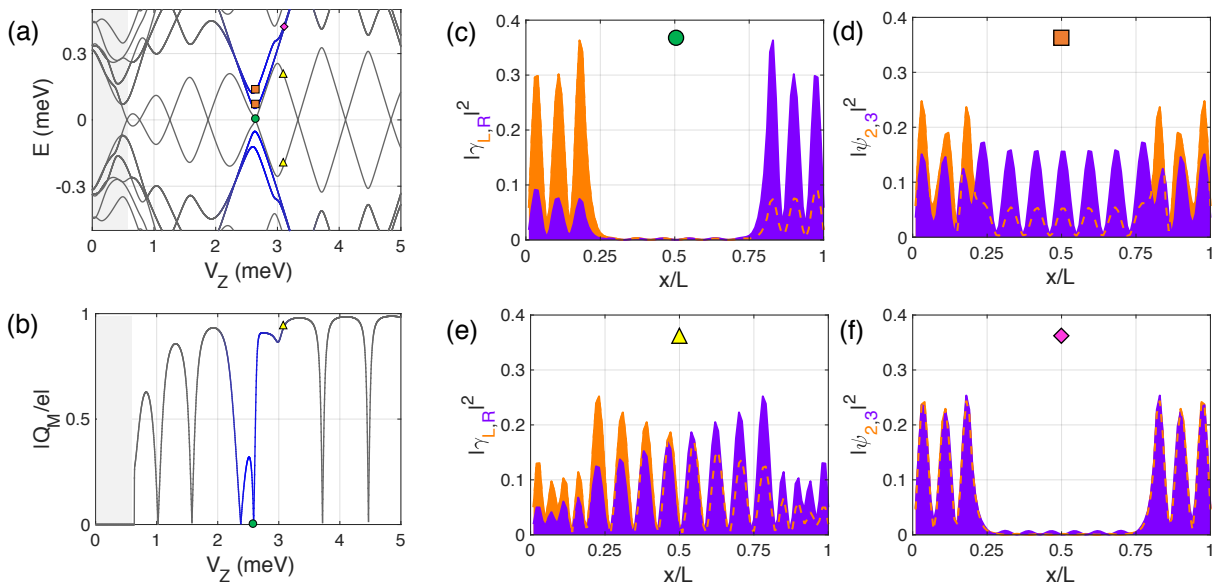 (a)
E (meV)
0.3
0
-0.3
0 1 2 3 4 5
V_Z (meV)
(b)
|Q_M/e|
1
0.5
0
0 1 2 3 4 5
V_Z (meV)
(c)
|γ_L,R|²
0.4
0.3
0.2
0.1
0
0 0.25 0.5 0.75 1
x/L
(d)
|ψ_2,3|²
0.4
0.3
0.2
0.1
0
0 0.25 0.5 0.75 1
x/L
(e)
|γ_L,R|²
0.4
0.3
0.2
0.1
0
0 0.25 0.5 0.75 1
x/L
(f)
|ψ_2,3|²
0.4
0.3
0.2
0.1
0
0 0.25 0.5 0.75 1
x/L